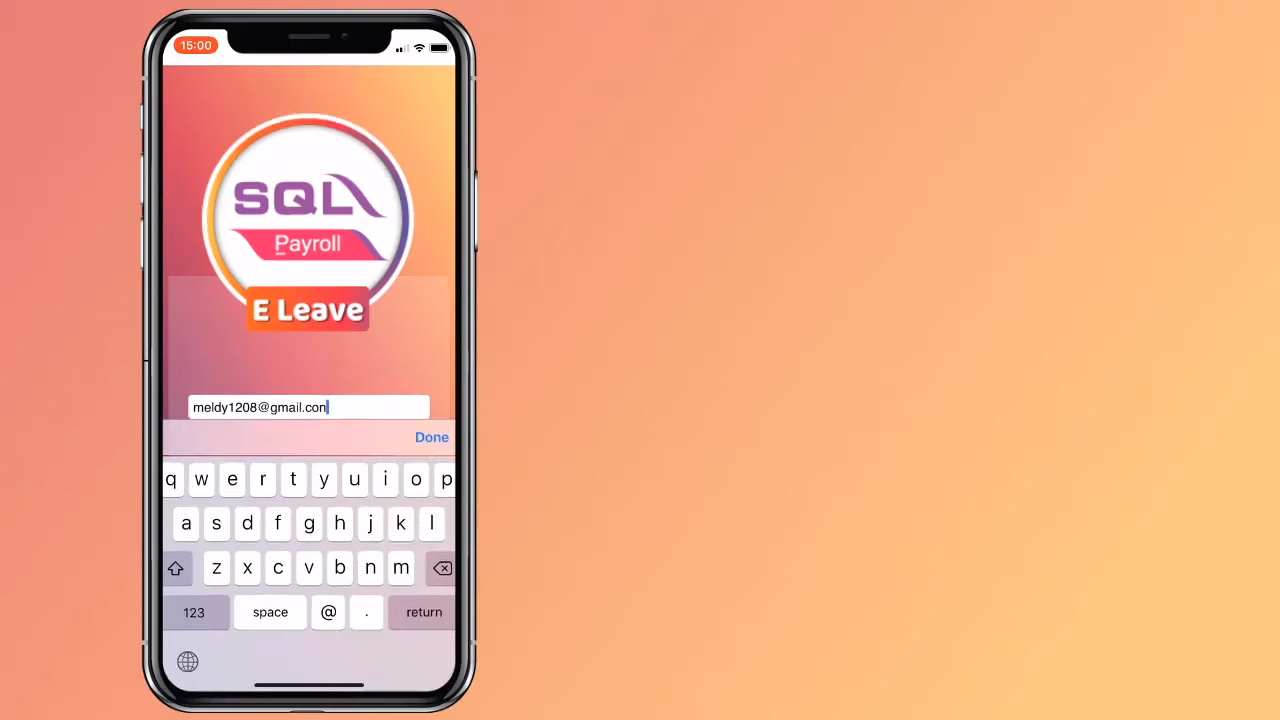 15:00
SQL
Payroll
E Leave
meldy1208@gmail.con
Done
q w e r t y u i o p
a s d f g h j k l
z x c v b n m
123 space @ . return